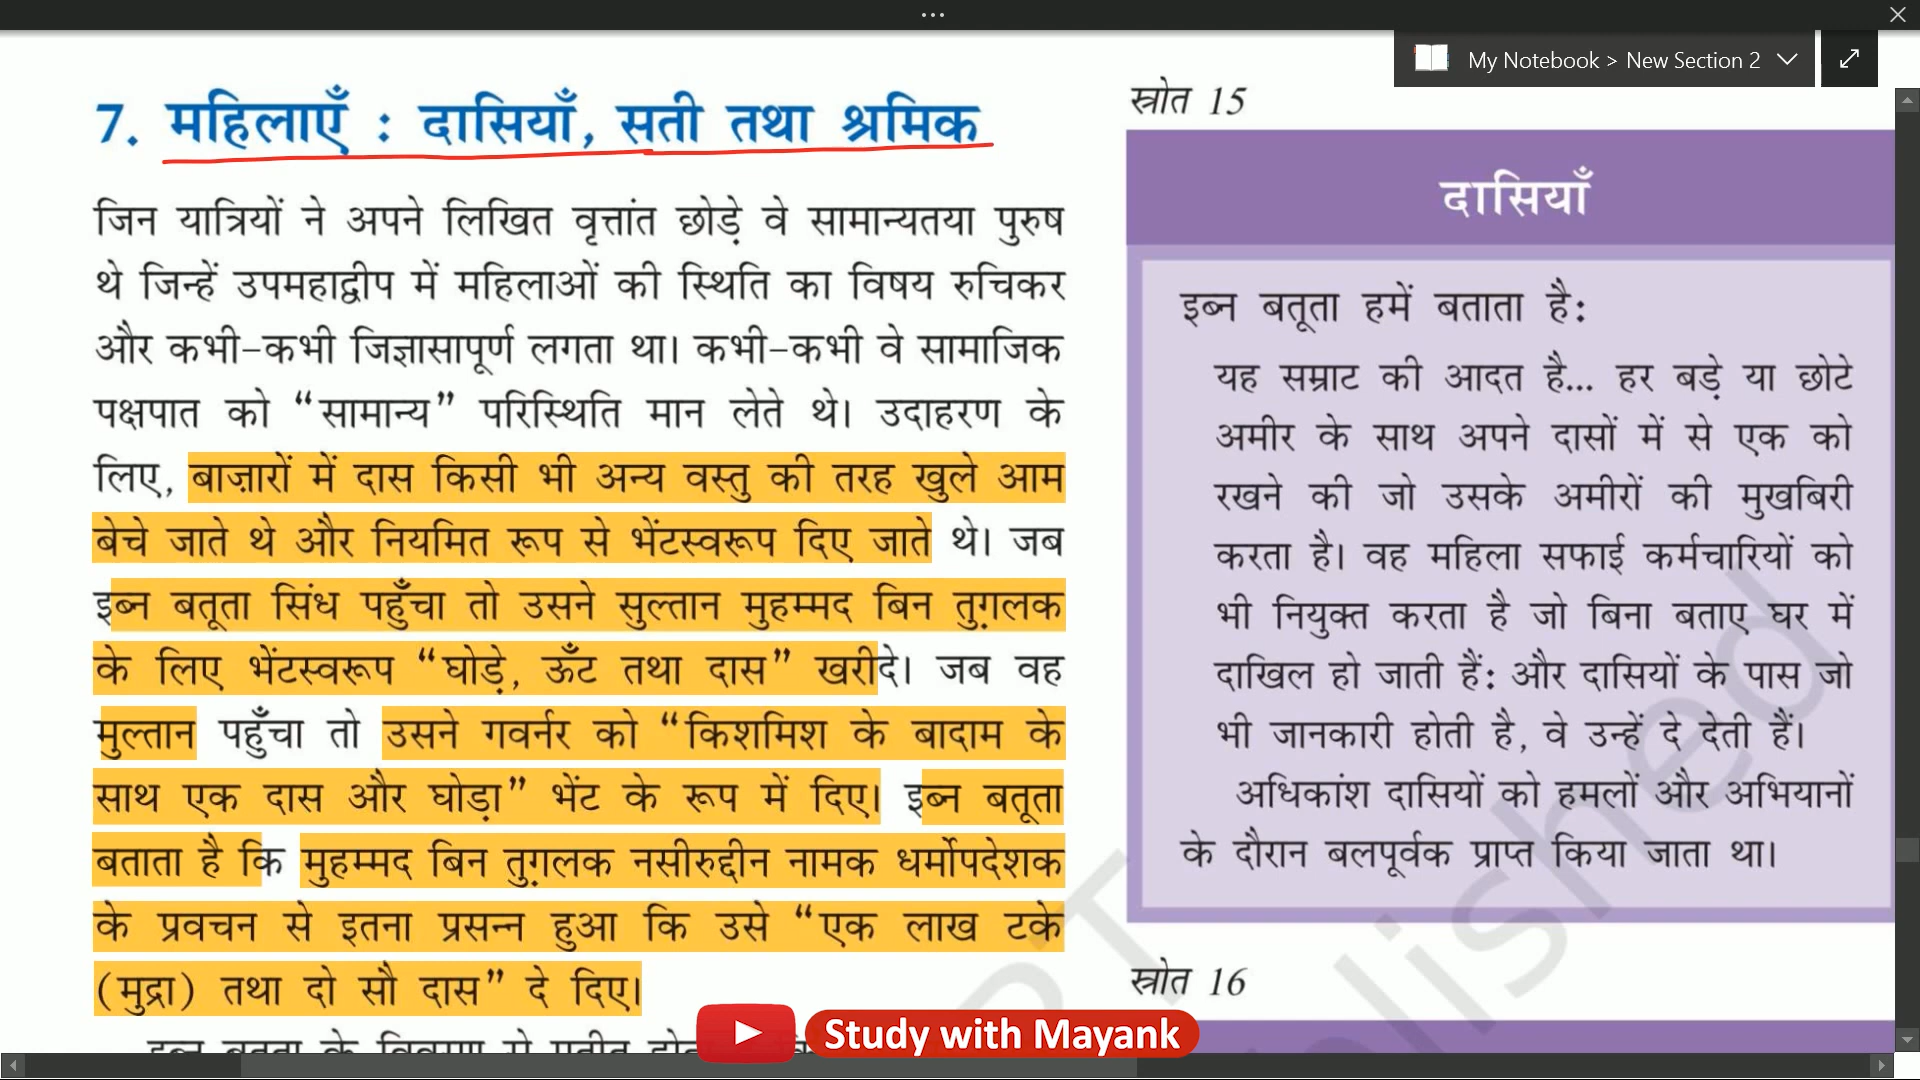 My Notebook > New Section 2
7. महिलाएँ : दासियाँ, सती तथा श्रमिक
जिन यात्रियों ने अपने लिखित वृत्तांत छोड़े वे सामान्यतया पुरुष
थे जिन्हें उपमहाद्वीप में महिलाओं की स्थिति का विषय रुचिकर
और कभी-कभी जिज्ञासापूर्ण लगता था। कभी-कभी वे सामाजिक
पक्षपात को “सामान्य” परिस्थिति मान लेते थे। उदाहरण के
लिए, बाज़ारों में दास किसी भी अन्य वस्तु की तरह खुले आम
बेचे जाते थे और नियमित रूप से भेंटस्वरूप दिए जाते थे। जब
इब्न बतूता सिंध पहुँचा तो उसने सुल्तान मुहम्मद बिन तुग़लक
के लिए भेंटस्वरूप “घोड़े, ऊँट तथा दास” खरीदे। जब वह
मुल्तान पहुँचा तो उसने गवर्नर को “किशमिश के बादाम के
साथ एक दास और घोड़ा” भेंट के रूप में दिए। इब्न बतूता
बताता है कि मुहम्मद बिन तुग़लक नसीरुद्दीन नामक धर्मोपदेशक
के प्रवचन से इतना प्रसन्न हुआ कि उसे “एक लाख टके
(मुद्रा) तथा दो सौ दास” दे दिए।
इब्न बतूता के विवरण से प्रतीत
स्रोत 15
दासियाँ
इब्न बतूता हमें बताता है:
यह सम्राट की आदत है... हर बड़े या छोटे
अमीर के साथ अपने दासों में से एक को
रखने की जो उसके अमीरों की मुखबिरी
करता है। वह महिला सफाई कर्मचारियों को
भी नियुक्त करता है जो बिना बताए घर में
दाखिल हो जाती हैं: और दासियों के पास जो
भी जानकारी होती है, वे उन्हें दे देती हैं।
अधिकांश दासियों को हमलों और अभियानों
के दौरान बलपूर्वक प्राप्त किया जाता था।
स्रोत 16
Study with Mayank